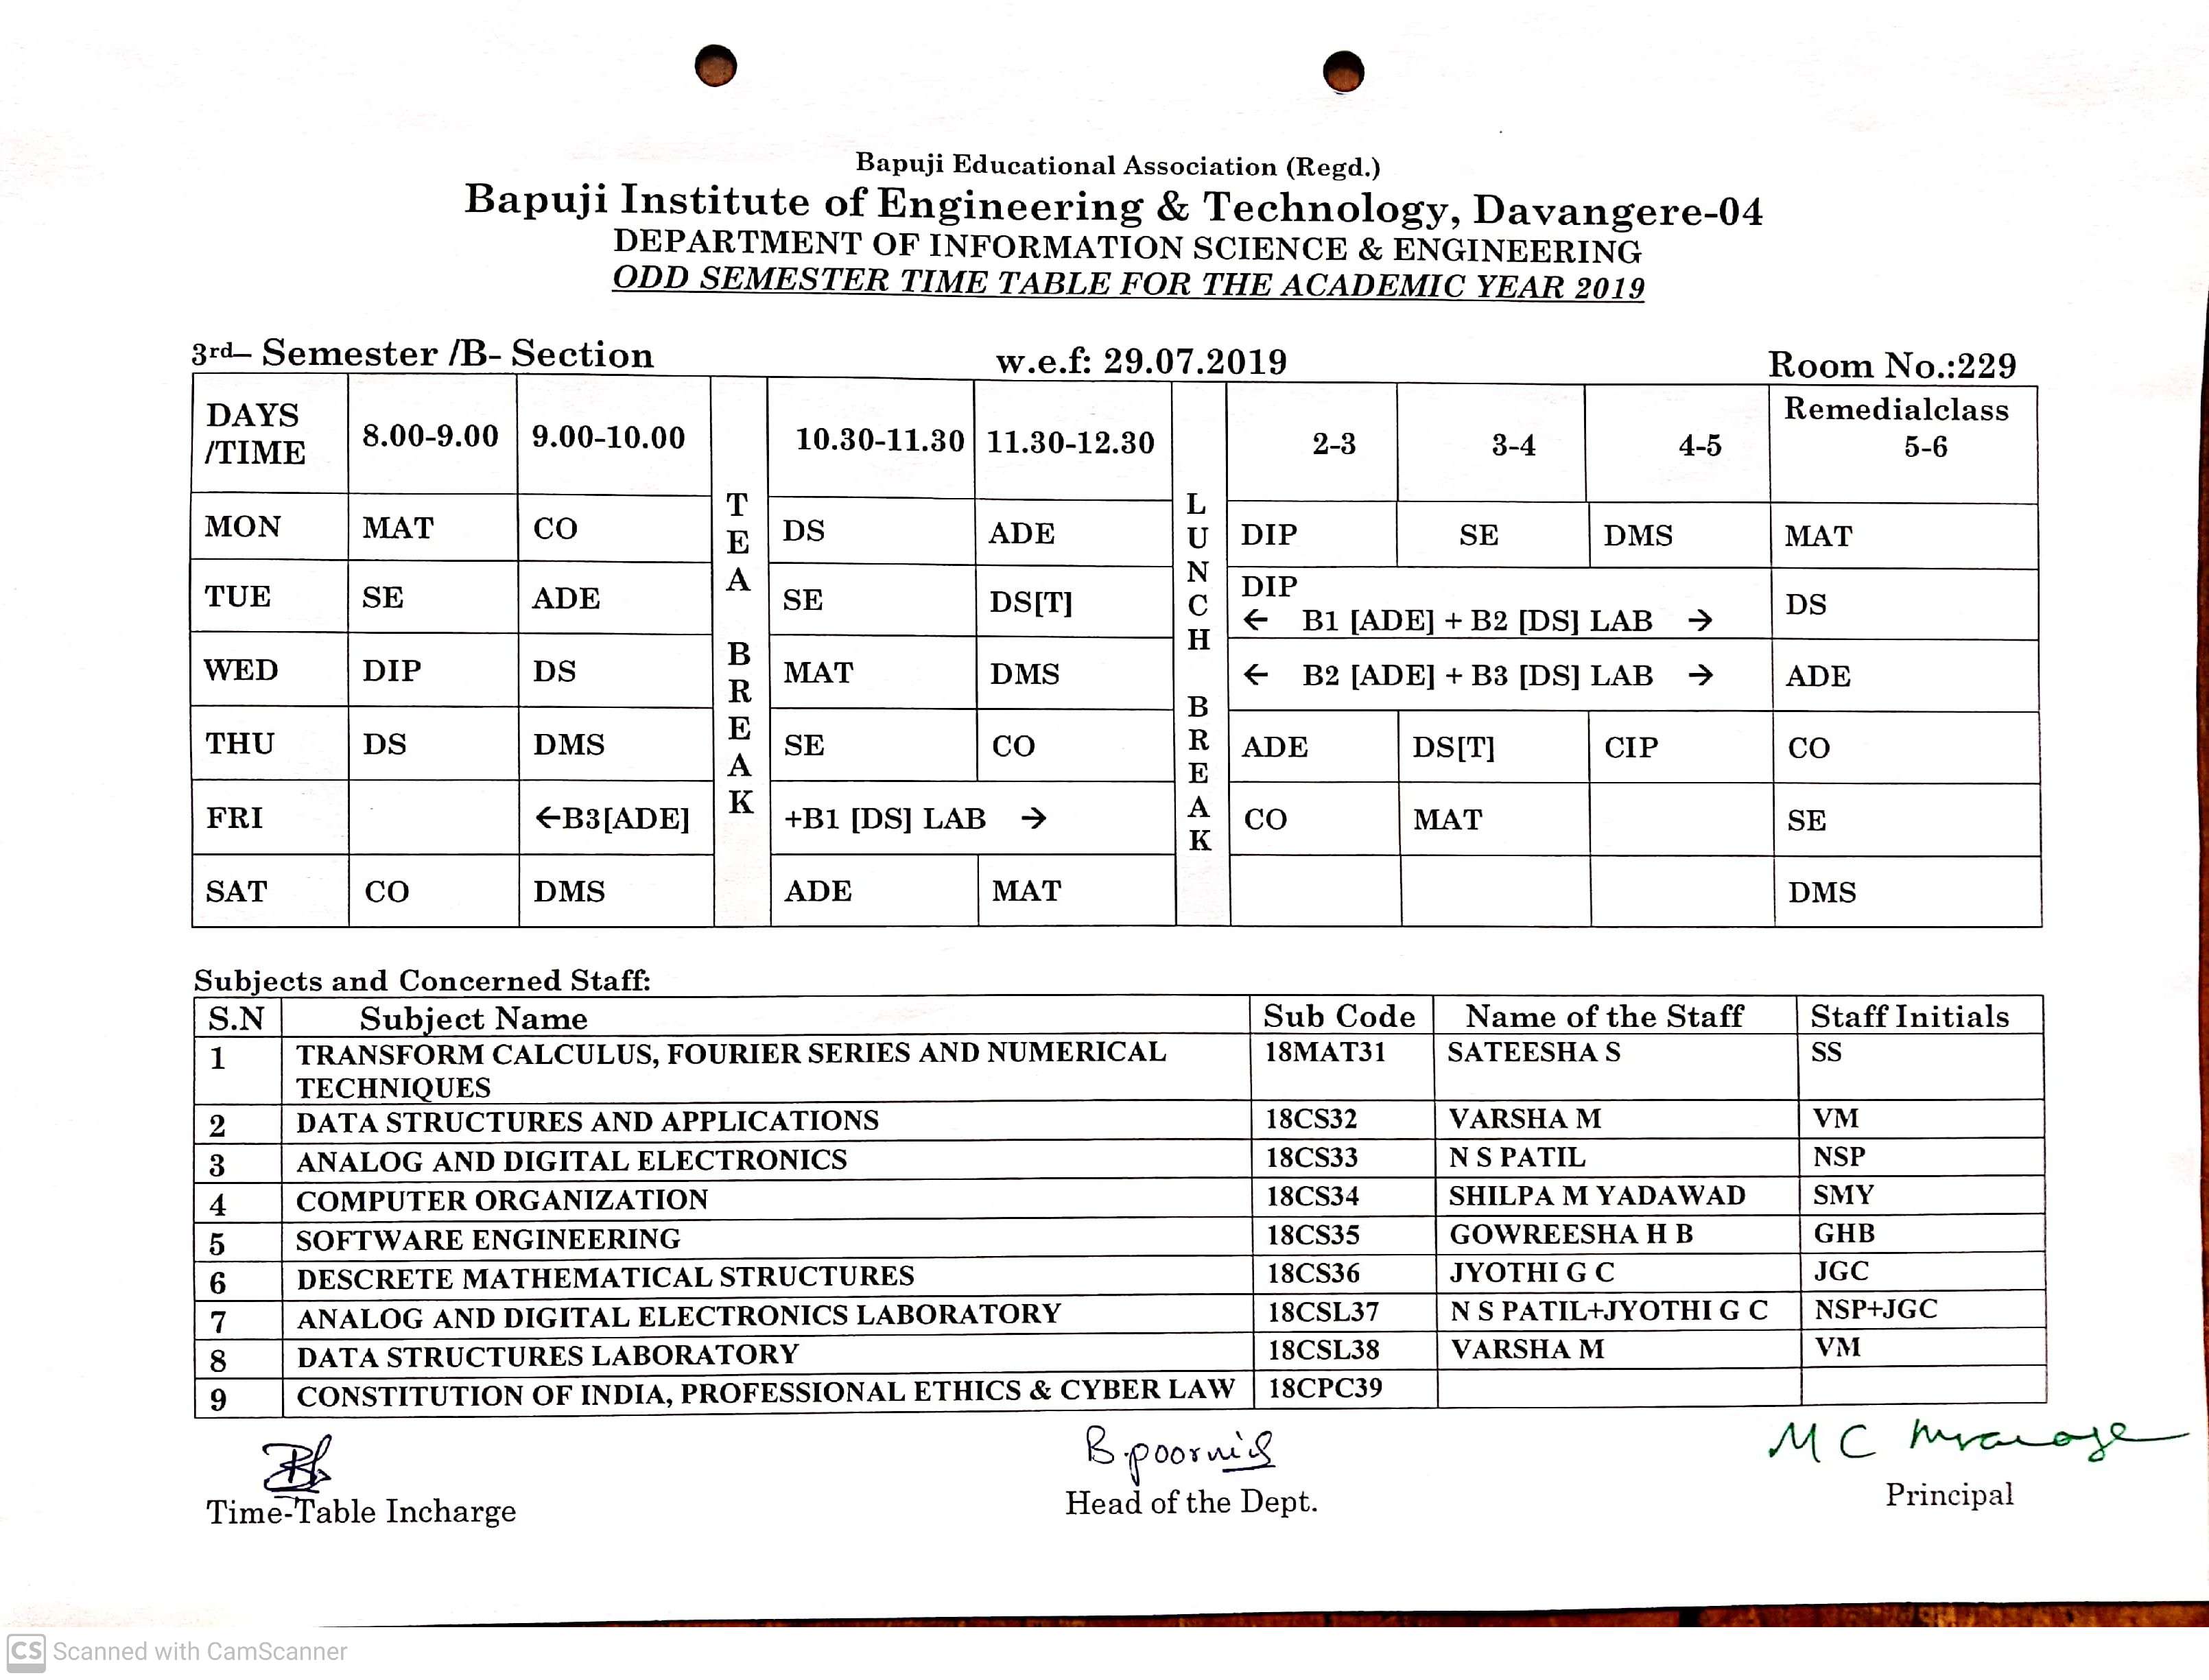 Bapuji Educational Association (Regd.)
Bapuji Institute of Engineering & Technology, Davangere-04
DEPARTMENT OF INFORMATION SCIENCE & ENGINEERING
ODD SEMESTER TIME TABLE FOR THE ACADEMIC YEAR 2019
3rd– Semester /B- Section w.e.f: 29.07.2019 Room No.:229
DAYS /TIME 8.00-9.00 9.00-10.00 TEA BREAK 10.30-11.30 11.30-12.30 LUNCH BREAK 2-3 3-4 4-5 Remedialclass 5-6
MON MAT CO DS ADE DIP SE DMS MAT
TUE SE ADE SE DS[T] DIP ← B1 [ADE] + B2 [DS] LAB → DS
WED DIP DS MAT DMS ← B2 [ADE] + B3 [DS] LAB → ADE
THU DS DMS SE CO ADE DS[T] CIP CO
FRI ←B3[ADE] +B1 [DS] LAB → CO MAT SE
SAT CO DMS ADE MAT DMS
Subjects and Concerned Staff:
S.N Subject Name Sub Code Name of the Staff Staff Initials
1 TRANSFORM CALCULUS, FOURIER SERIES AND NUMERICAL TECHNIQUES 18MAT31 SATEESHA S SS
2 DATA STRUCTURES AND APPLICATIONS 18CS32 VARSHA M VM
3 ANALOG AND DIGITAL ELECTRONICS 18CS33 N S PATIL NSP
4 COMPUTER ORGANIZATION 18CS34 SHILPA M YADAWAD SMY
5 SOFTWARE ENGINEERING 18CS35 GOWREESHA H B GHB
6 DESCRETE MATHEMATICAL STRUCTURES 18CS36 JYOTHI G C JGC
7 ANALOG AND DIGITAL ELECTRONICS LABORATORY 18CSL37 N S PATIL+JYOTHI G C NSP+JGC
8 DATA STRUCTURES LABORATORY 18CSL38 VARSHA M VM
9 CONSTITUTION OF INDIA, PROFESSIONAL ETHICS & CYBER LAW 18CPC39
Time-Table Incharge Head of the Dept. Principal
CS Scanned with CamScanner